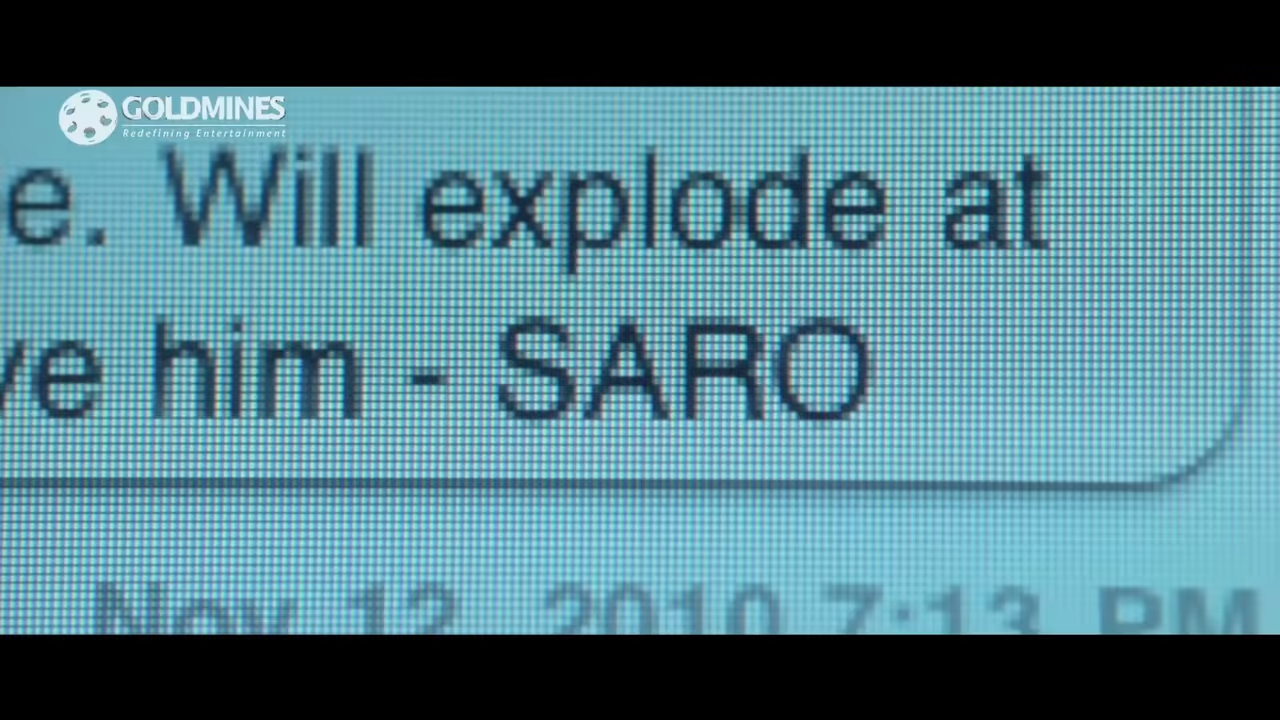 GOLDMINES
Redefining Entertainment
e. Will explode at
ve him - SARO
Nov 12, 2010 7:13 PM